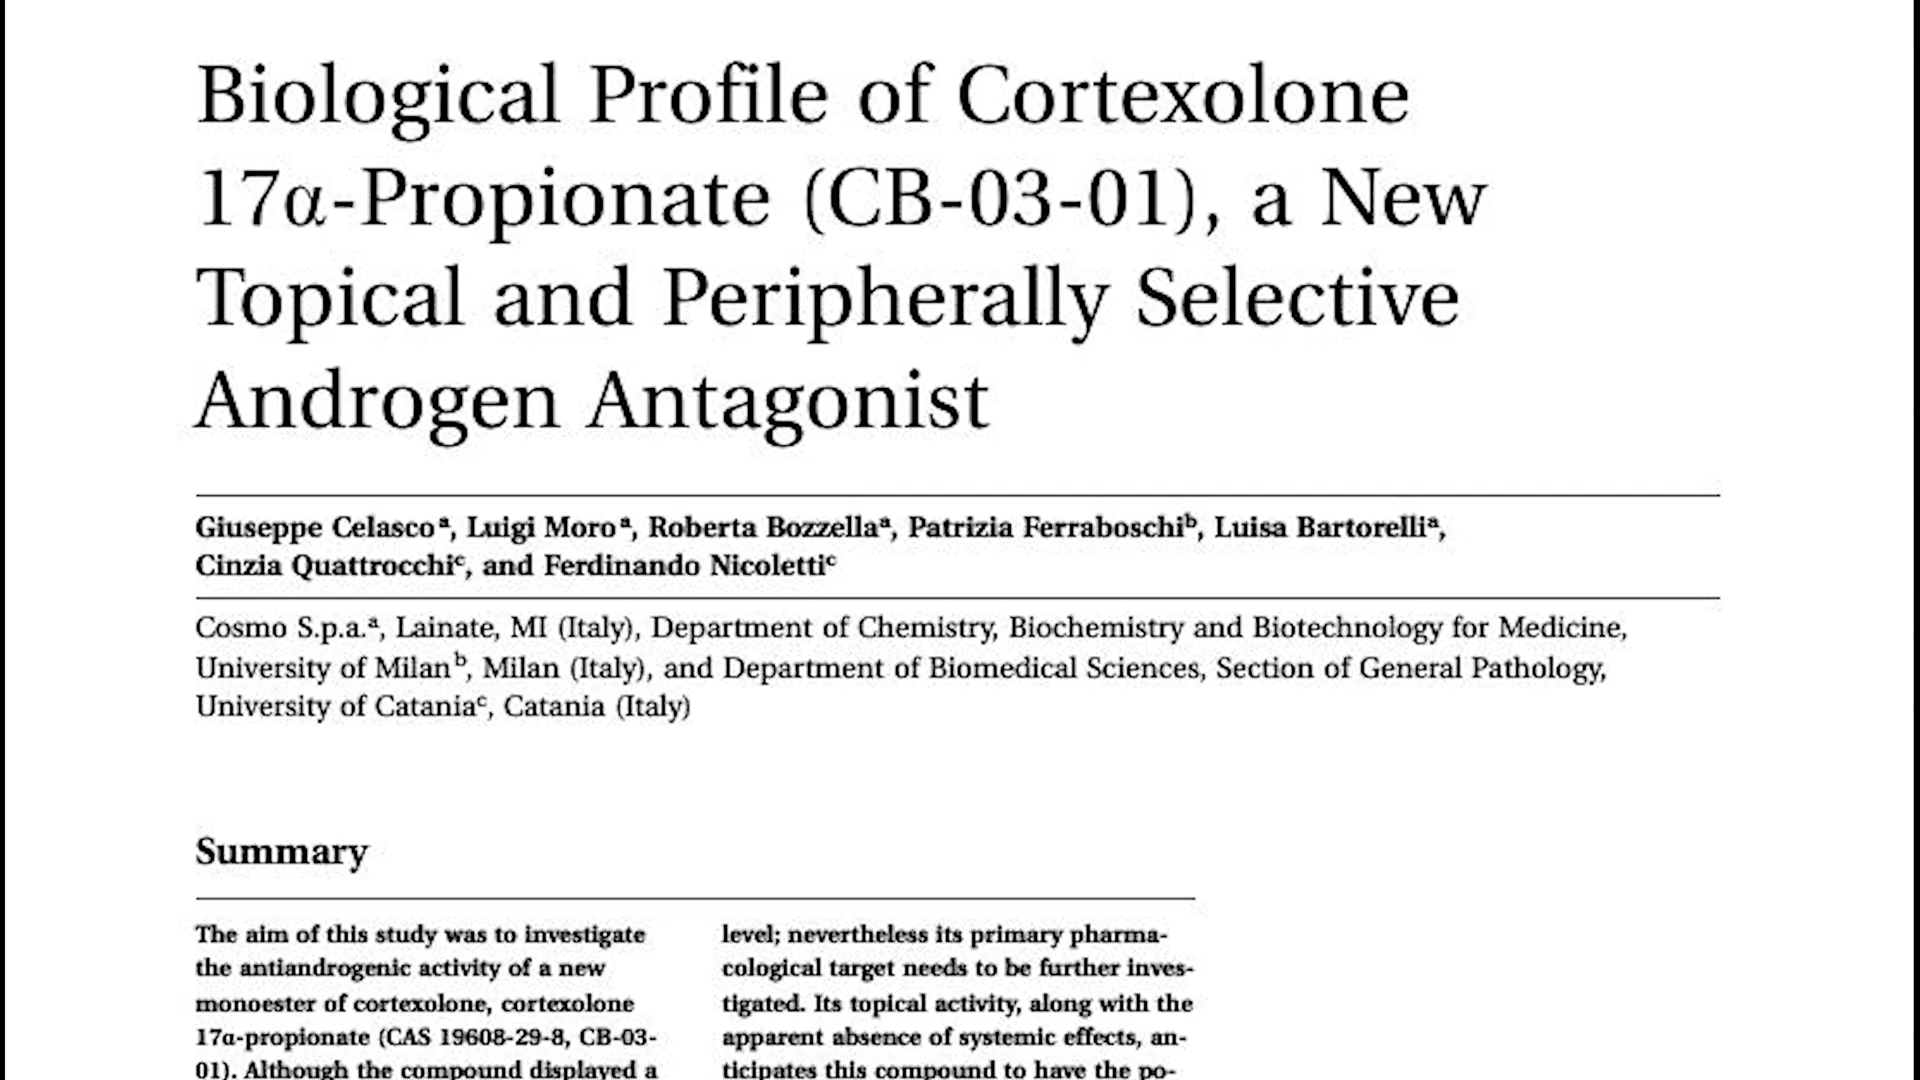 Biological Profile of Cortexolone
17α-Propionate (CB-03-01), a New
Topical and Peripherally Selective
Androgen Antagonist
Giuseppe Celascoᵃ, Luigi Moroᵃ, Roberta Bozzellaᵃ, Patrizia Ferraboschiᵇ, Luisa Bartorelliᵃ,
Cinzia Quattrocchiᶜ, and Ferdinando Nicolettiᶜ
Cosmo S.p.a.ᵃ, Lainate, MI (Italy), Department of Chemistry, Biochemistry and Biotechnology for Medicine,
University of Milanᵇ, Milan (Italy), and Department of Biomedical Sciences, Section of General Pathology,
University of Cataniaᶜ, Catania (Italy)
Summary
The aim of this study was to investigate
the antiandrogenic activity of a new
monoester of cortexolone, cortexolone
17α-propionate (CAS 19608-29-8, CB-03-
01). Although the compound displayed a
level; nevertheless its primary pharma-
cological target needs to be further inves-
tigated. Its topical activity, along with the
apparent absence of systemic effects, an-
ticipates this compound to have the po-